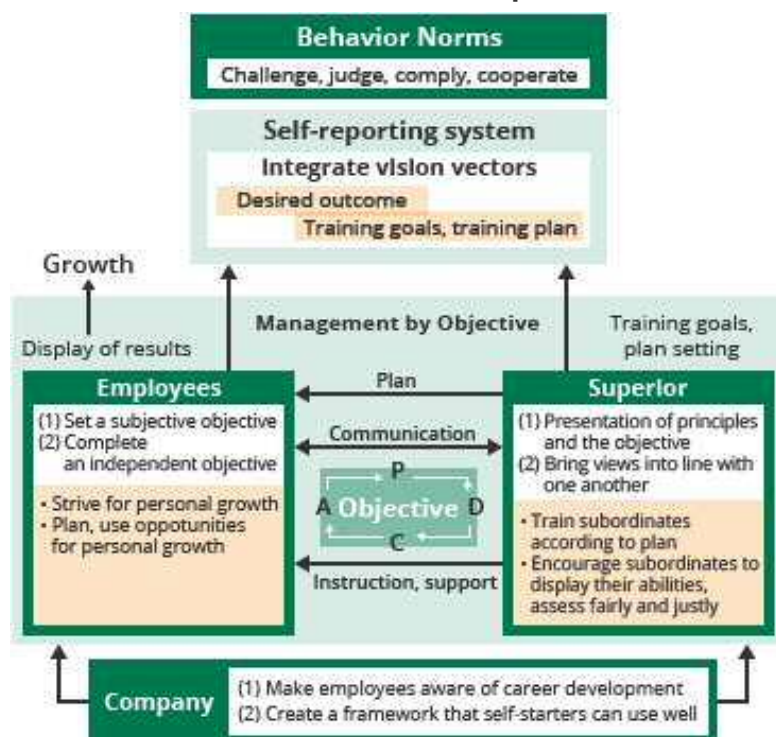 Behavior Norms
Challenge, judge, comply, cooperate
Self-reporting system
Integrate vision vectors
Desired outcome
Training goals, training plan
Growth
Display of results
Management by Objective
Training goals,
plan setting
Employees
(1) Set a subjective objective
(2) Complete
an independent objective
• Strive for personal growth
• Plan, use oppotunities
for personal growth
Plan
Communication
P
A Objective D
C
Instruction, support
Superior
(1) Presentation of principles
and the objective
(2) Bring views into line with
one another
• Train subordinates
according to plan
• Encourage subordinates to
display their abilities,
assess fairly and justly
Company
(1) Make employees aware of career development
(2) Create a framework that self-starters can use well